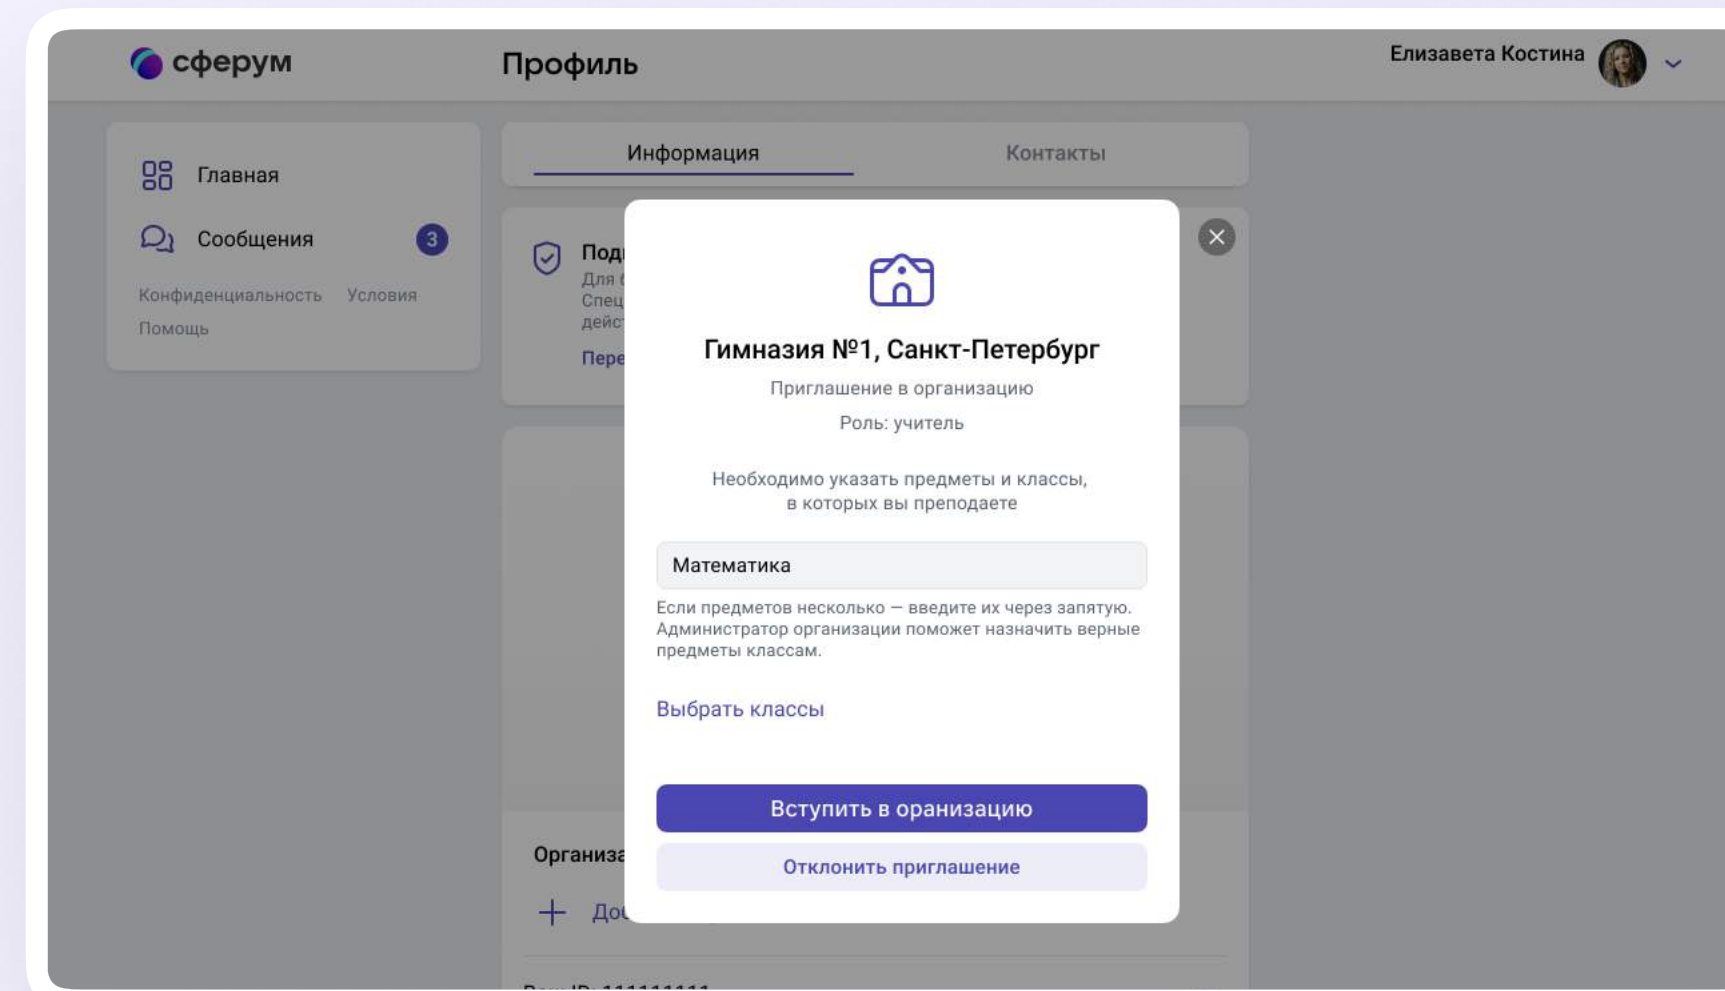 сферум
Профиль
Елизавета Костина
Главная
Сообщения
3
Конфиденциальность Условия
Помощь
Информация
Контакты
Для
Гимназия №1, Санкт-Петербург
Приглашение в организацию
Роль: учитель
Необходимо указать предметы и классы,
в которых вы преподаете
Математика
Если предметов несколько — введите их через запятую.
Администратор организации поможет назначить верные
предметы классам.
Выбрать классы
Вступить в оранизацию
Отклонить приглашение